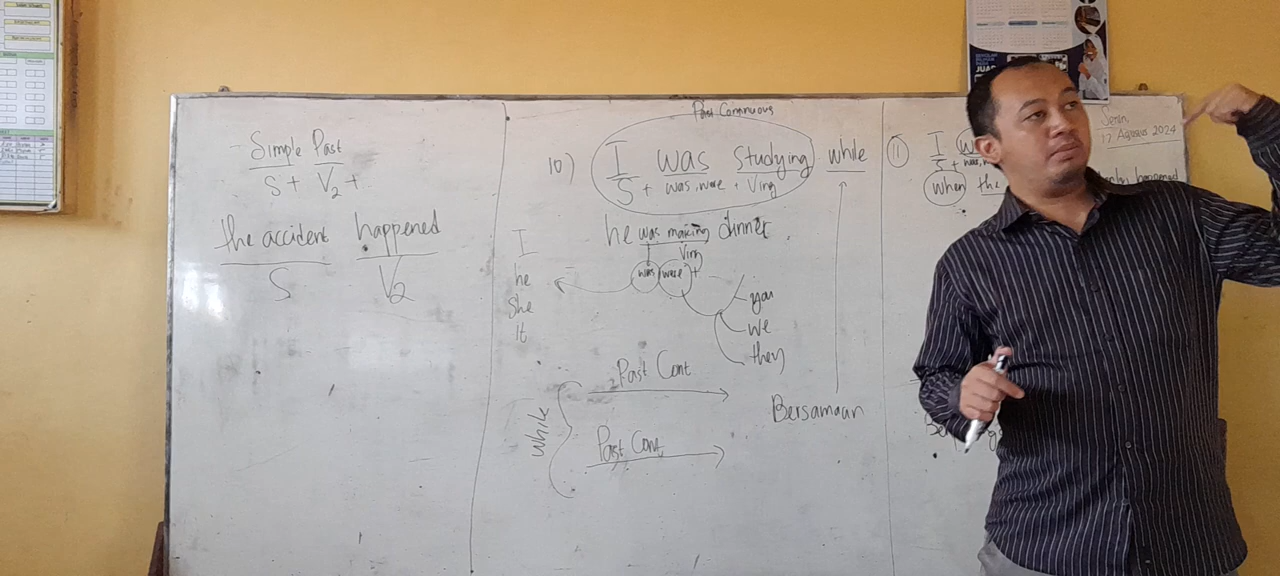 Simple Past
S + V2 +
the accident happened
S V2
Past Continuous
10) I was studying while
S + was, were + Ving
he was making dinner.
Ving
was were +
I
he
she
It
you
we
they
Past Cont
while
Past Cont
Bersamaan
11) I
S +
when the
happened
Senin,
17 Agustus 2024
JUAR